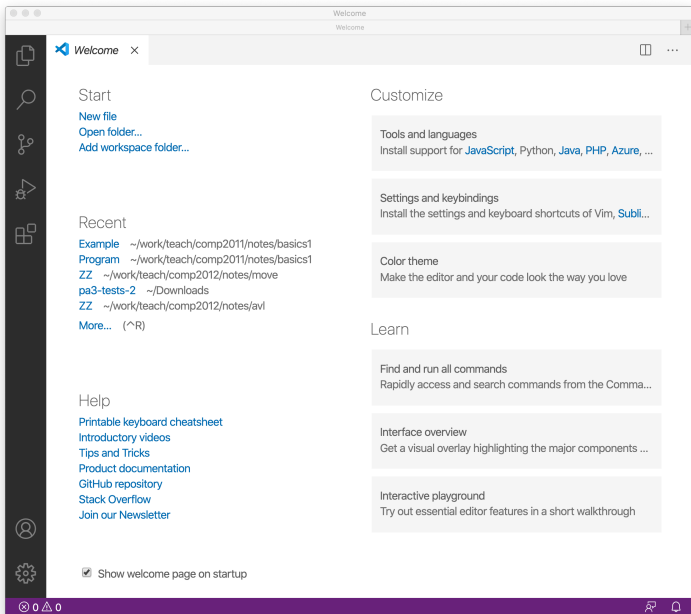 Welcome
Welcome
Welcome
Start
New file
Open folder...
Add workspace folder...
Recent
Example ~/work/teach/comp2011/notes/basics1
Program ~/work/teach/comp2011/notes/basics1
ZZ ~/work/teach/comp2012/notes/move
pa3-tests-2 ~/Downloads
ZZ ~/work/teach/comp2012/notes/avl
More... (^R)
Help
Printable keyboard cheatsheet
Introductory videos
Tips and Tricks
Product documentation
GitHub repository
Stack Overflow
Join our Newsletter
Show welcome page on startup
Customize
Tools and languages
Install support for JavaScript, Python, Java, PHP, Azure, ...
Settings and keybindings
Install the settings and keyboard shortcuts of Vim, Subli...
Color theme
Make the editor and your code look the way you love
Learn
Find and run all commands
Rapidly access and search commands from the Comma...
Interface overview
Get a visual overlay highlighting the major components ...
Interactive playground
Try out essential editor features in a short walkthrough
0 0